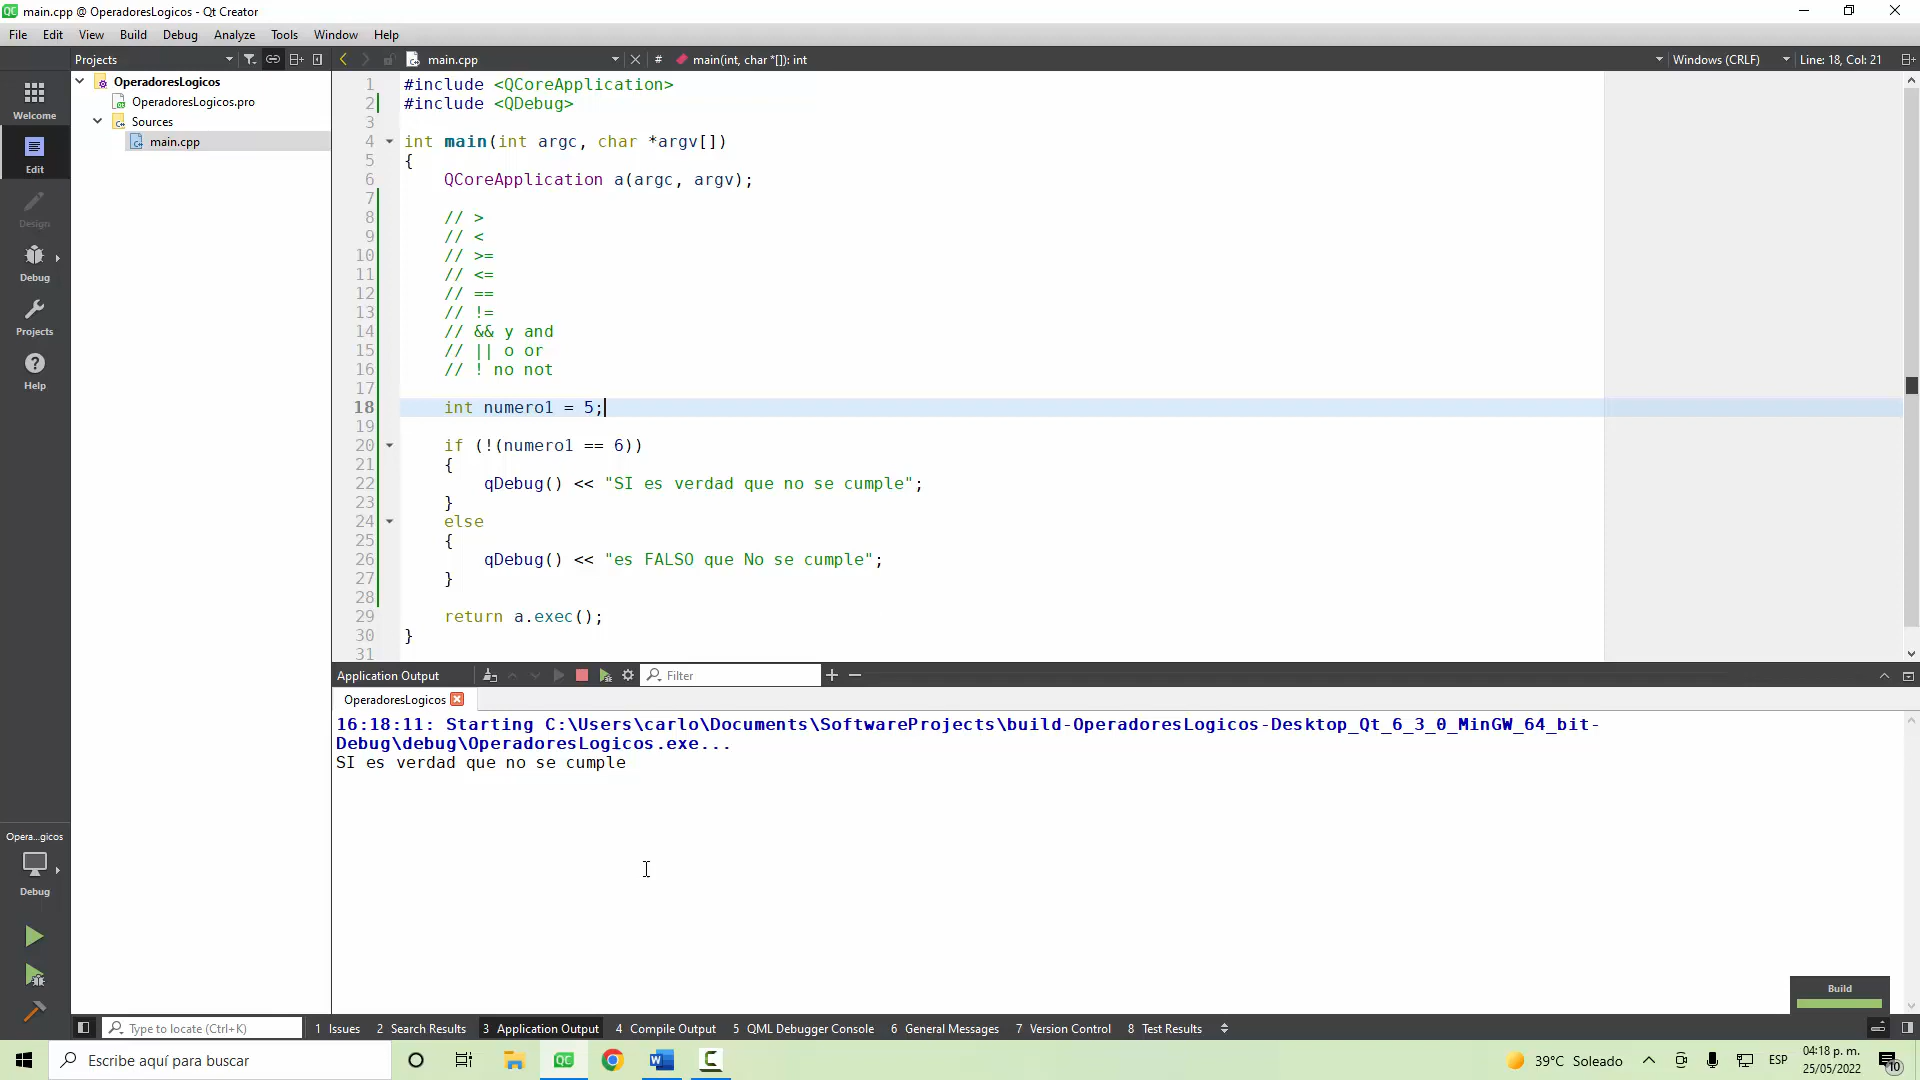 main.cpp @ OperadoresLogicos - Qt Creator
File Edit View Build Debug Analyze Tools Window Help
Projects
main.cpp # main(int, char *[]): int Windows (CRLF) Line: 18, Col: 21
OperadoresLogicos
OperadoresLogicos.pro
Sources
main.cpp
Welcome
Edit
Design
Debug
Projects
Help
Opera...gicos
Debug
1 #include <QCoreApplication>
2 #include <QDebug>
3
4 int main(int argc, char *argv[])
5 {
6 QCoreApplication a(argc, argv);
7
8 // >
9 // <
10 // >=
11 // <=
12 // ==
13 // !=
14 // && y and
15 // || o or
16 // ! no not
17
18 int numero1 = 5;
19
20 if (!(numero1 == 6))
21 {
22 qDebug() << "SI es verdad que no se cumple";
23 }
24 else
25 {
26 qDebug() << "es FALSO que No se cumple";
27 }
28
29 return a.exec();
30 }
31
Application Output Filter
OperadoresLogicos
16:18:11: Starting C:\Users\carlo\Documents\SoftwareProjects\build-OperadoresLogicos-Desktop_Qt_6_3_0_MinGW_64_bit-
Debug\debug\OperadoresLogicos.exe...
SI es verdad que no se cumple
Build
Type to locate (Ctrl+K) 1 Issues 2 Search Results 3 Application Output 4 Compile Output 5 QML Debugger Console 6 General Messages 7 Version Control 8 Test Results
Escribe aquí para buscar
39°C Soleado
ESP
04:18 p. m.
25/05/2022
10